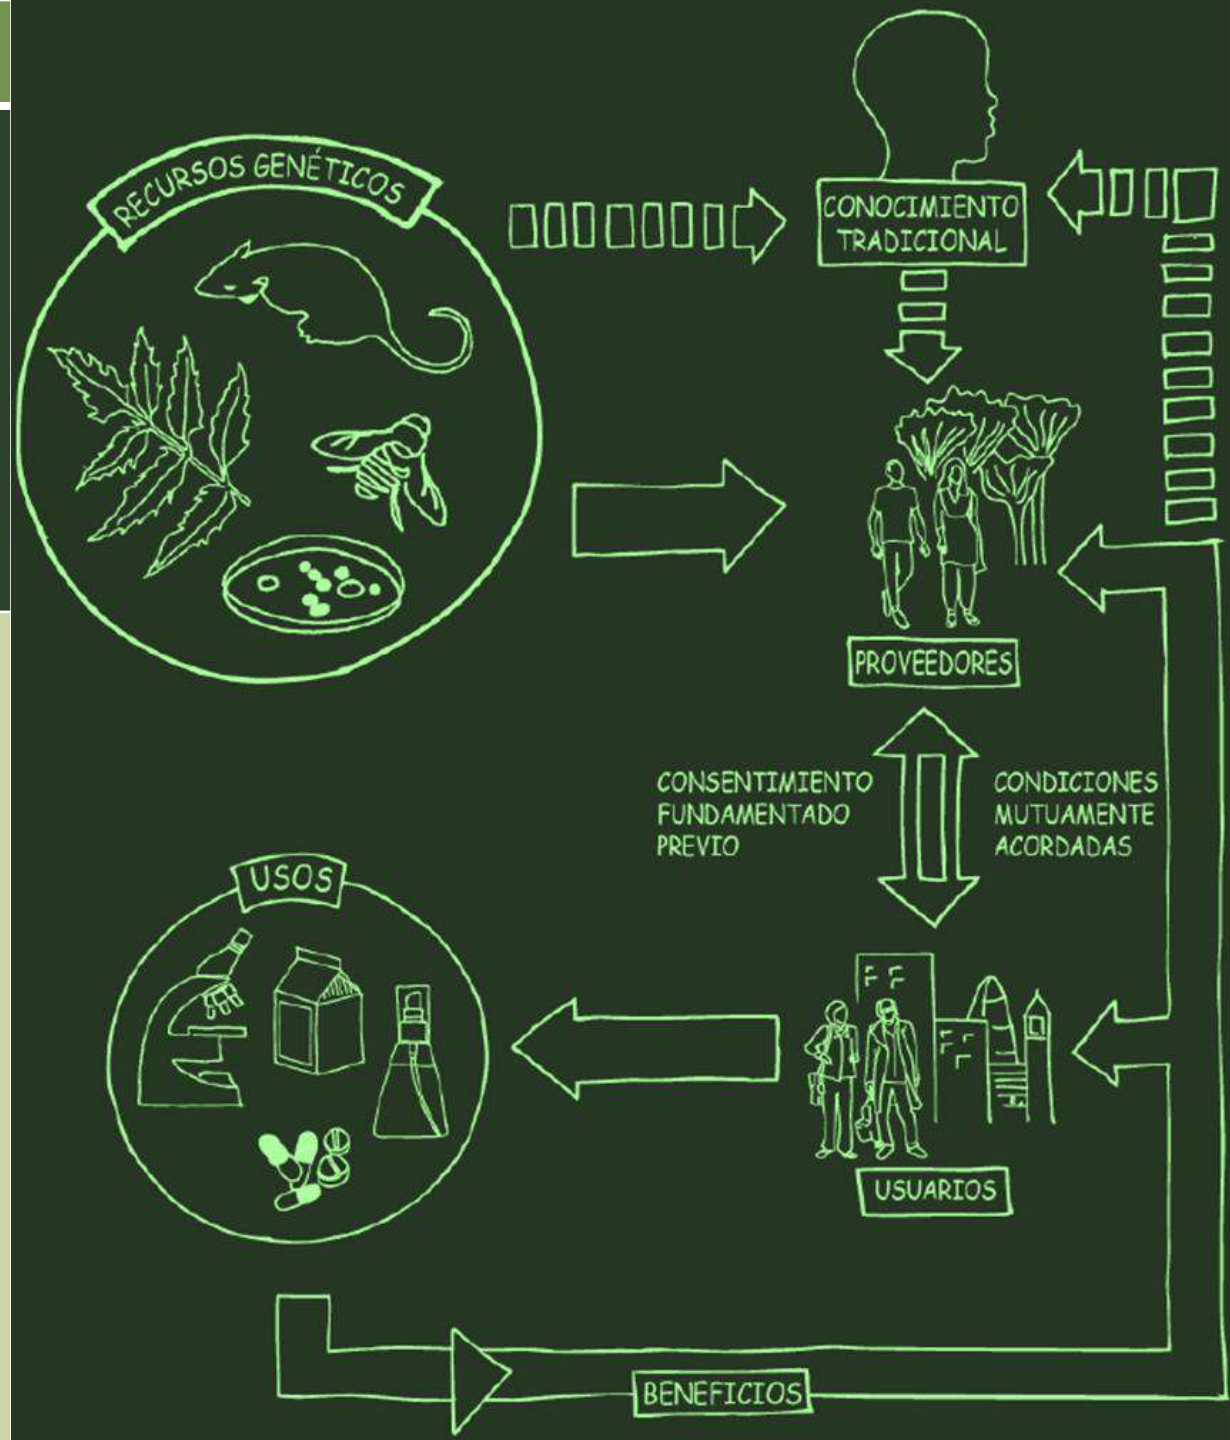 RECURSOS GENÉTICOS
CONOCIMIENTO
TRADICIONAL
PROVEEDORES
CONSENTIMIENTO
FUNDAMENTADO
PREVIO
CONDICIONES
MUTUAMENTE
ACORDADAS
USOS
USUARIOS
BENEFICIOS